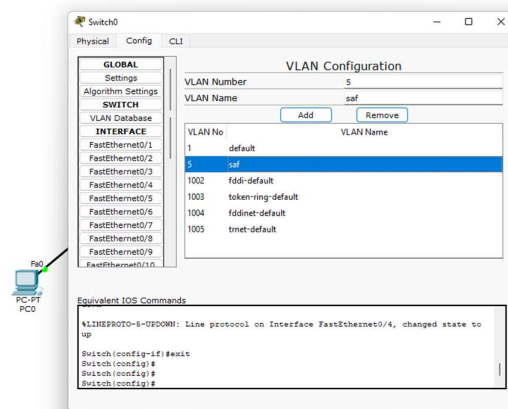 Switch0
Physical Config CLI
GLOBAL
Settings
Algorithm Settings
SWITCH
VLAN Database
INTERFACE
FastEthernet0/1
FastEthernet0/2
FastEthernet0/3
FastEthernet0/4
FastEthernet0/5
FastEthernet0/6
FastEthernet0/7
FastEthernet0/8
FastEthernet0/9
FastEthernet0/10
VLAN Configuration
VLAN Number 5
VLAN Name saf
Add Remove
VLAN No VLAN Name
1 default
5 saf
1002 fddi-default
1003 token-ring-default
1004 fddinet-default
1005 trnet-default
Fa0
PC-PT
PC0
Equivalent IOS Commands
%LINEPROTO-5-UPDOWN: Line protocol on Interface FastEthernet0/4, changed state to
up
Switch(config-if)#exit
Switch(config)#
Switch(config)#
Switch(config)#